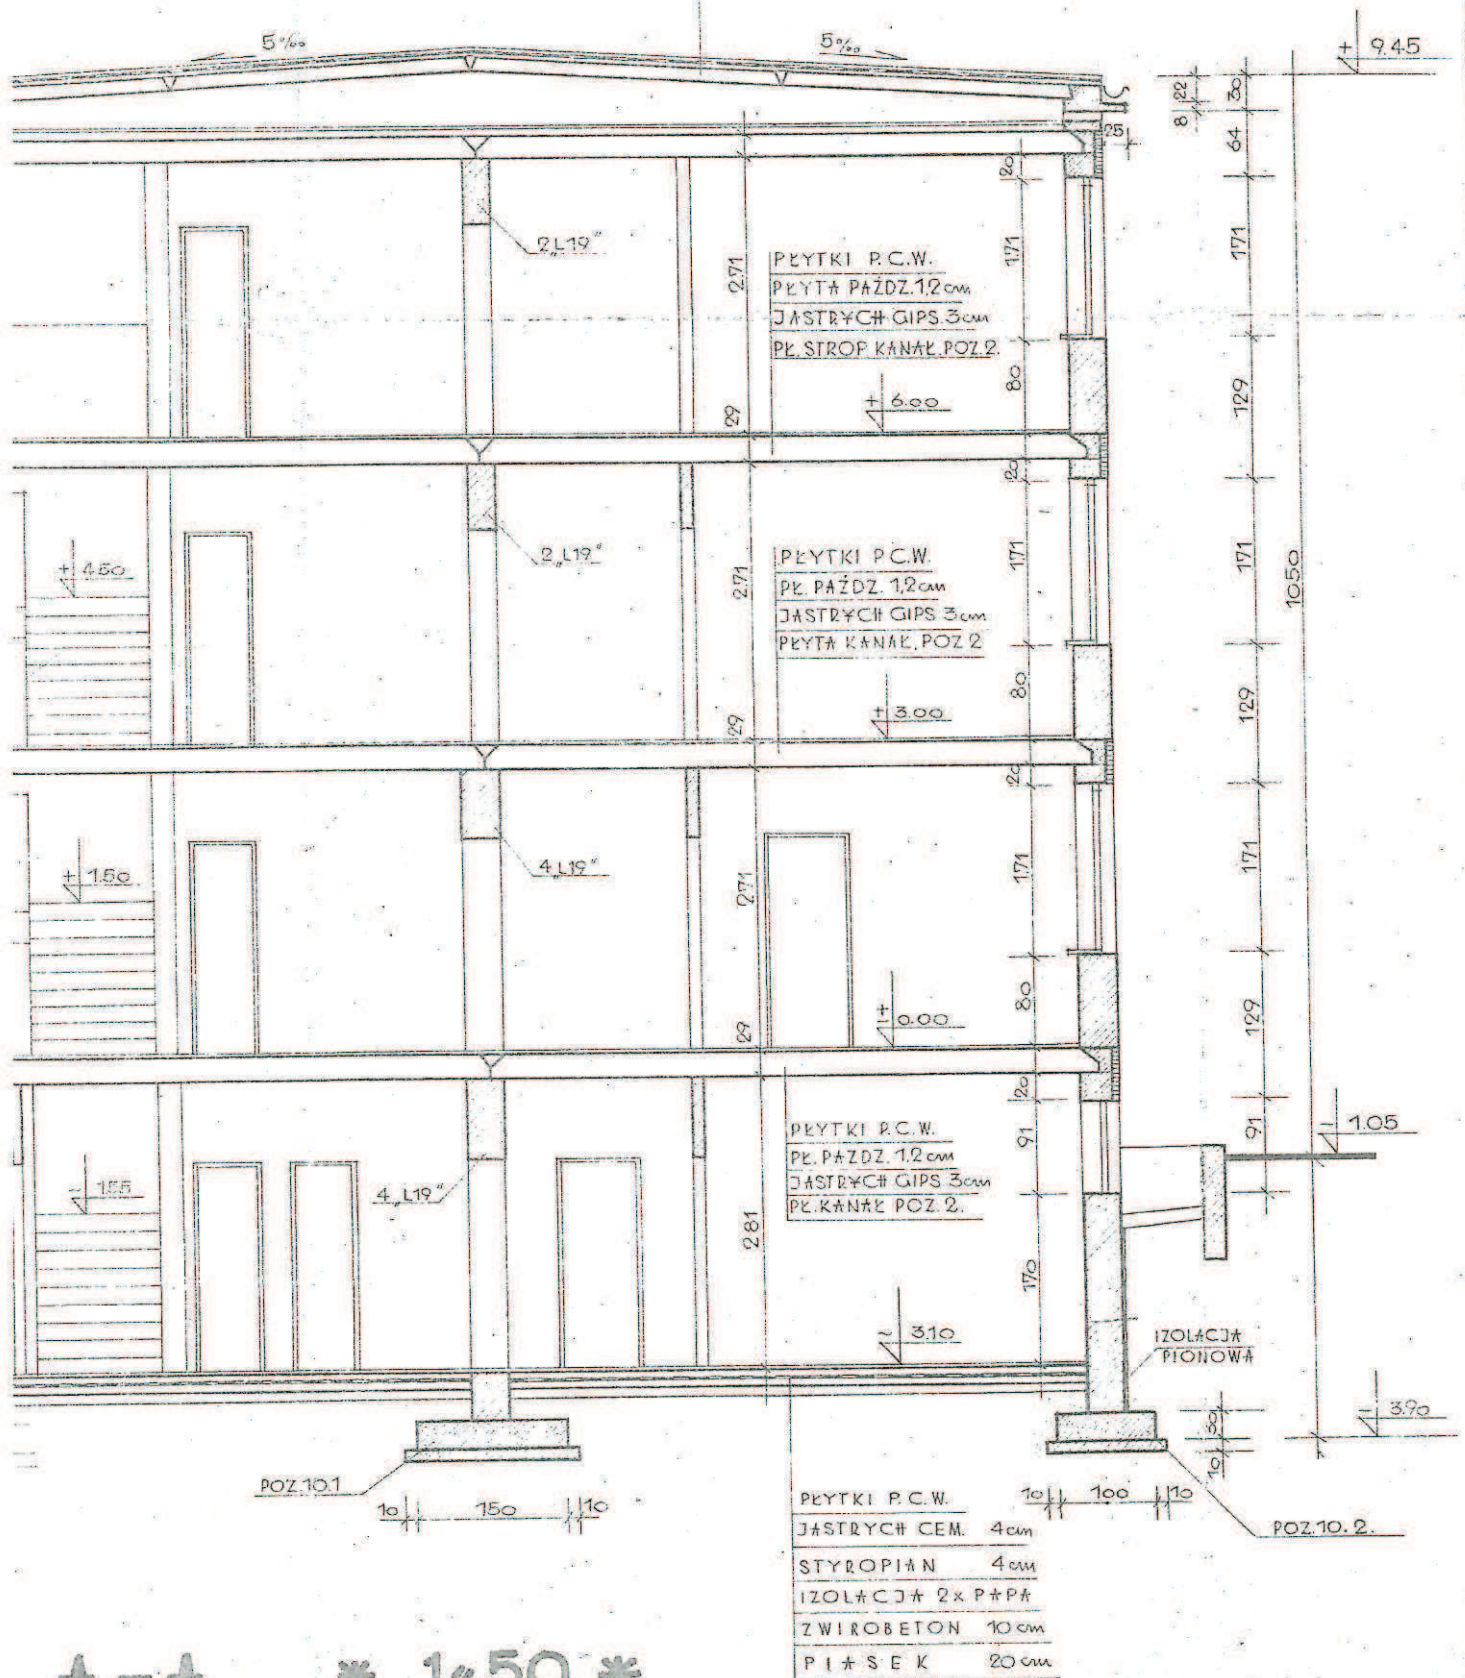 5‰
5‰
+ 9.45
22
30
8
25
64
20
2„L19"
171
171
271
PŁYTKI P.C.W.
PŁYTA PAŹDZ. 1,2 cm
JASTRYCH GIPS. 3 cm
PŁ. STROP KANAŁ. POZ. 2.
80
129
+ 6.00
29
20
2„L19"
171
171
+ 4.50
271
PŁYTKI P.C.W.
PŁ. PAŹDZ. 1,2 cm
JASTRYCH GIPS 3 cm
PŁYTA KANAŁ. POZ 2
1050
80
129
+ 3.00
29
20
4„L19"
171
171
+ 1.50
271
80
129
+ 0.00
29
20
91
91
- 1.05
PŁYTKI P.C.W.
PŁ. PAZDZ. 1.2 cm
JASTRYCH GIPS 3 cm
PŁ. KANAŁ POZ. 2.
- 1.55
4„L19"
281
170
- 3.10
IZOLACJA
PIONOWA
30
- 3.90
10
POZ. 10.1
10 150 10
10 100 10
POZ. 10. 2.
PŁYTKI P.C.W.
JASTRYCH CEM. 4 cm
STYROPIAN 4 cm
IZOLACJA 2x PAPA
ZWIROBETON 10 cm
PIASEK 20 cm
A-A * 1:50 *